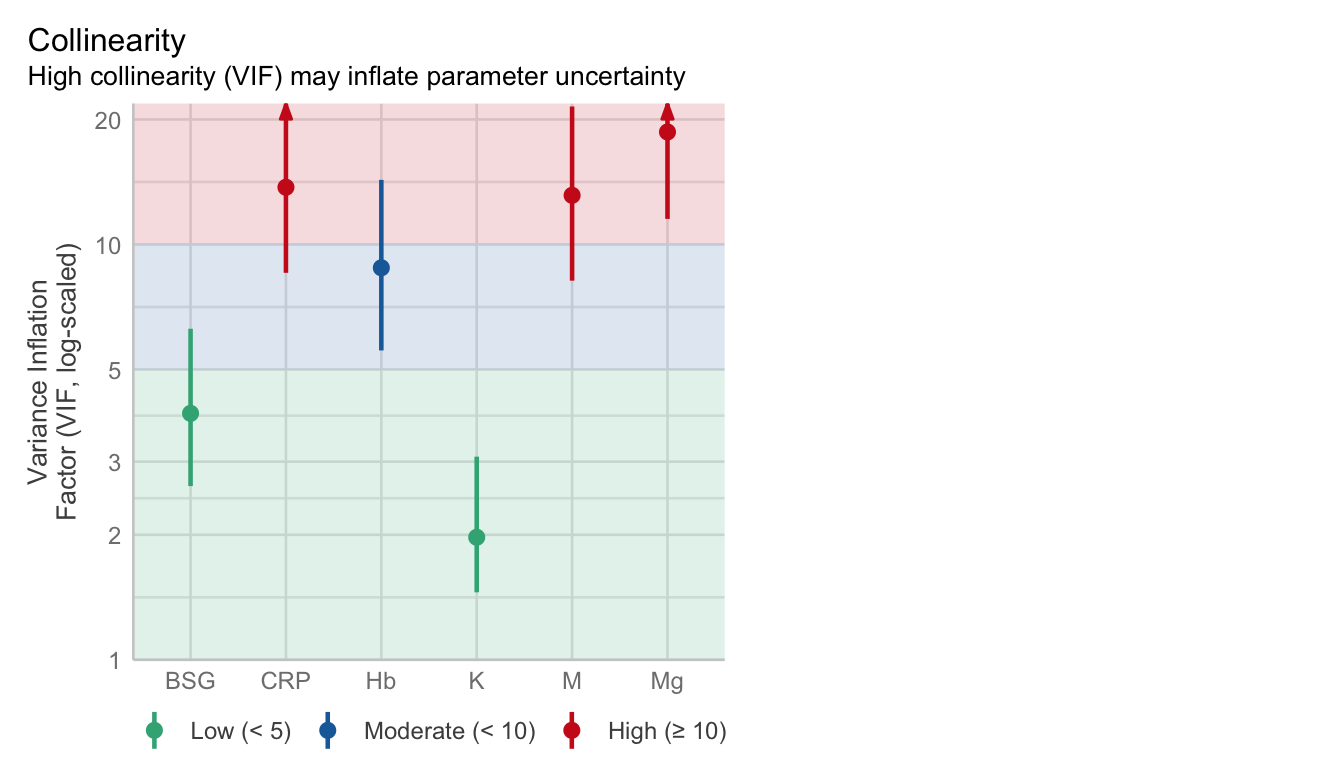 Collinearity
High collinearity (VIF) may inflate parameter uncertainty
Variance Inflation
Factor (VIF, log-scaled)
20
10
5
3
2
1
BSG CRP Hb K M Mg
Low (< 5) Moderate (< 10) High (≥ 10)